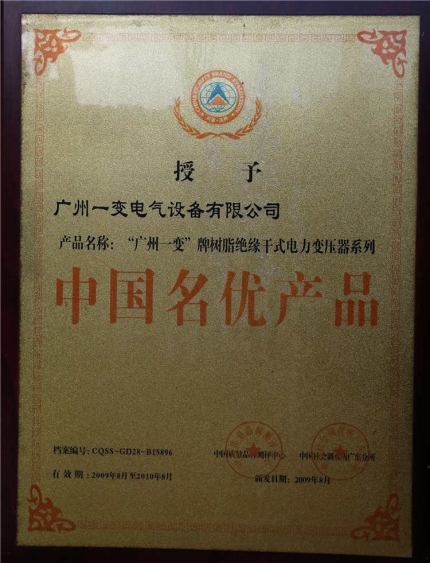 授予
广州一变电气设备有限公司
产品名称：“广州一变”牌树脂绝缘干式电力变压器系列
中国名优产品
档案编号：CQSS-GD28-B15896
有效期：2009年8月至2010年8月
颁发日期：2009年8月